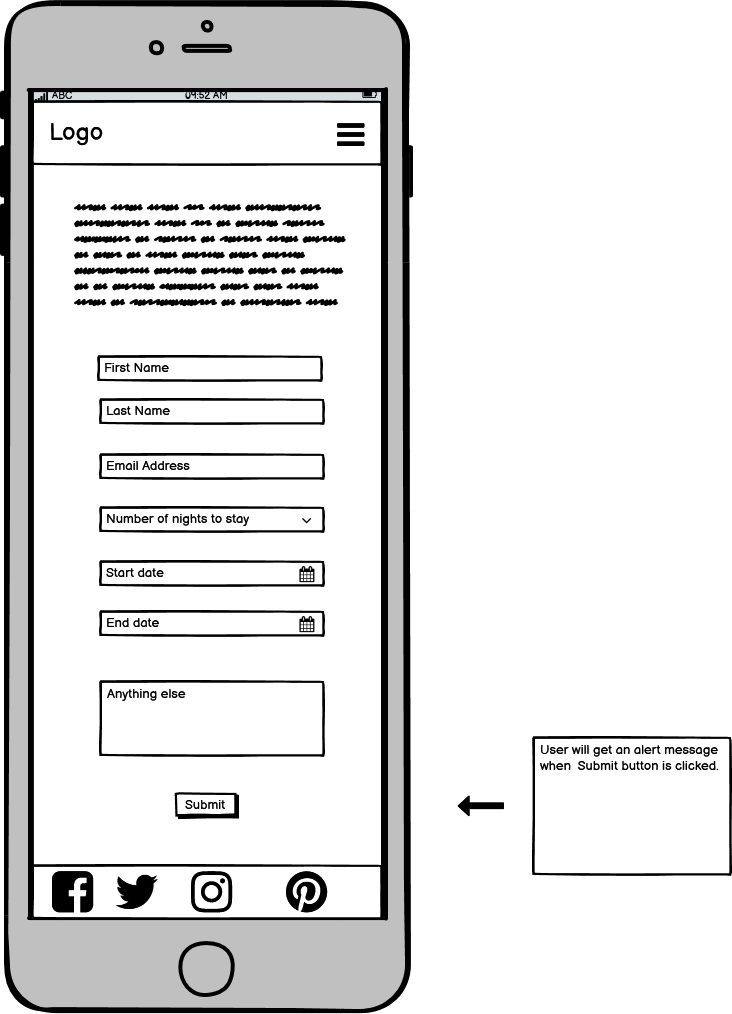 ABC 09:52 AM
Logo
First Name
Last Name
Email Address
Number of nights to stay
Start date
End date
Anything else
User will get an alert message
when Submit button is clicked.
Submit